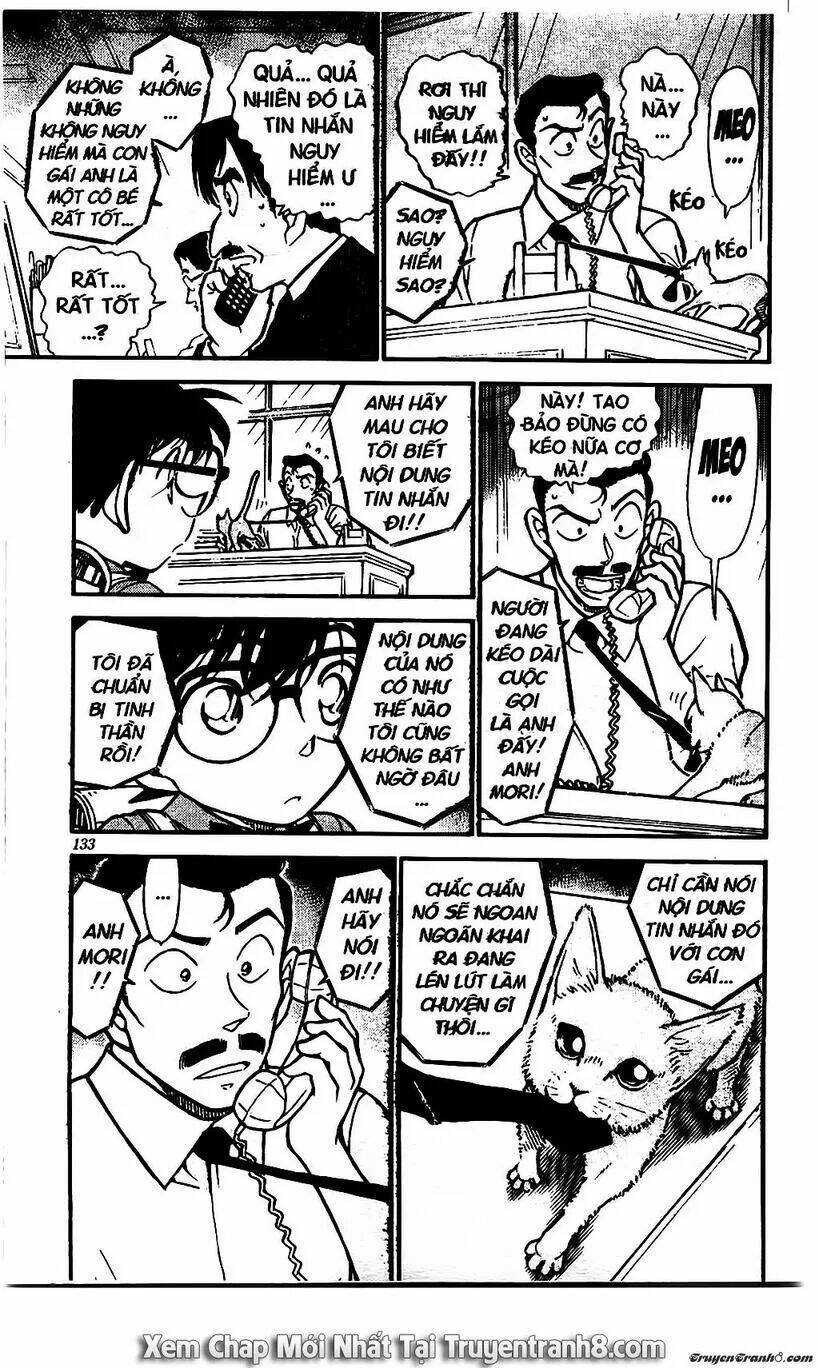 MEO
...
NÀ...
NÀY
...
RƠI THÌ
NGUY
HIỂM LẮM
ĐẤY!!
KÉO
KÉO
SAO?
NGUY
HIỂM
SAO?
QUẢ... QUẢ
NHIÊN ĐÓ LÀ
TIN NHẮN
NGUY
HIỂM Ư
...
À,
KHÔNG
...
KHÔNG
NHỮNG
KHÔNG NGUY
HIỂM MÀ CON
GÁI ANH LÀ
MỘT CÔ BÉ
RẤT TỐT...
RẤT...
RẤT TỐT
...?
MEO
...
NÀY! TAO
BẢO ĐỪNG CÓ
KÉO NỮA CƠ
MÀ!
NGƯỜI
ĐANG
KÉO DÀI
CUỘC
GỌI
LÀ ANH
ĐẤY! ANH
MORI!
ANH HÃY
MAU CHO
TÔI BIẾT
NỘI DUNG
TIN NHẮN
ĐI!!
NỘI DUNG
CỦA NÓ
CÓ NHƯ
THẾ NÀO
TÔI CŨNG
KHÔNG BẤT
NGỜ ĐÂU
...
TÔI ĐÃ
CHUẨN
BỊ TINH
THẦN
RỒI!
133
CHỈ CẦN NÓI
NỘI DUNG
TIN NHẮN ĐÓ
VỚI CON
GÁI...
CHẮC CHẮN
NÓ SẼ NGOAN
NGOÃN KHAI
RA ĐANG
LÉN LÚT LÀM
CHUYỆN GÌ
THÔI...
ANH
HÃY
NÓI
ĐI!!
...
ANH
MORI
!!
Xem Chap Mới Nhất Tại Truyentranh8.com
TruyenTranh8.com